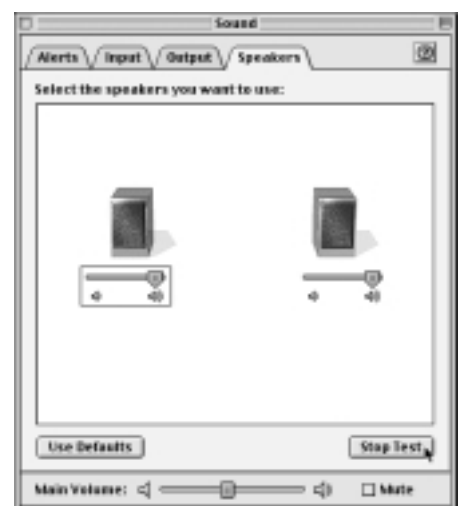 Sound
Alerts Input Output Speakers
Select the speakers you want to use:
Use Defaults Stop Test
Main Volume: Mute